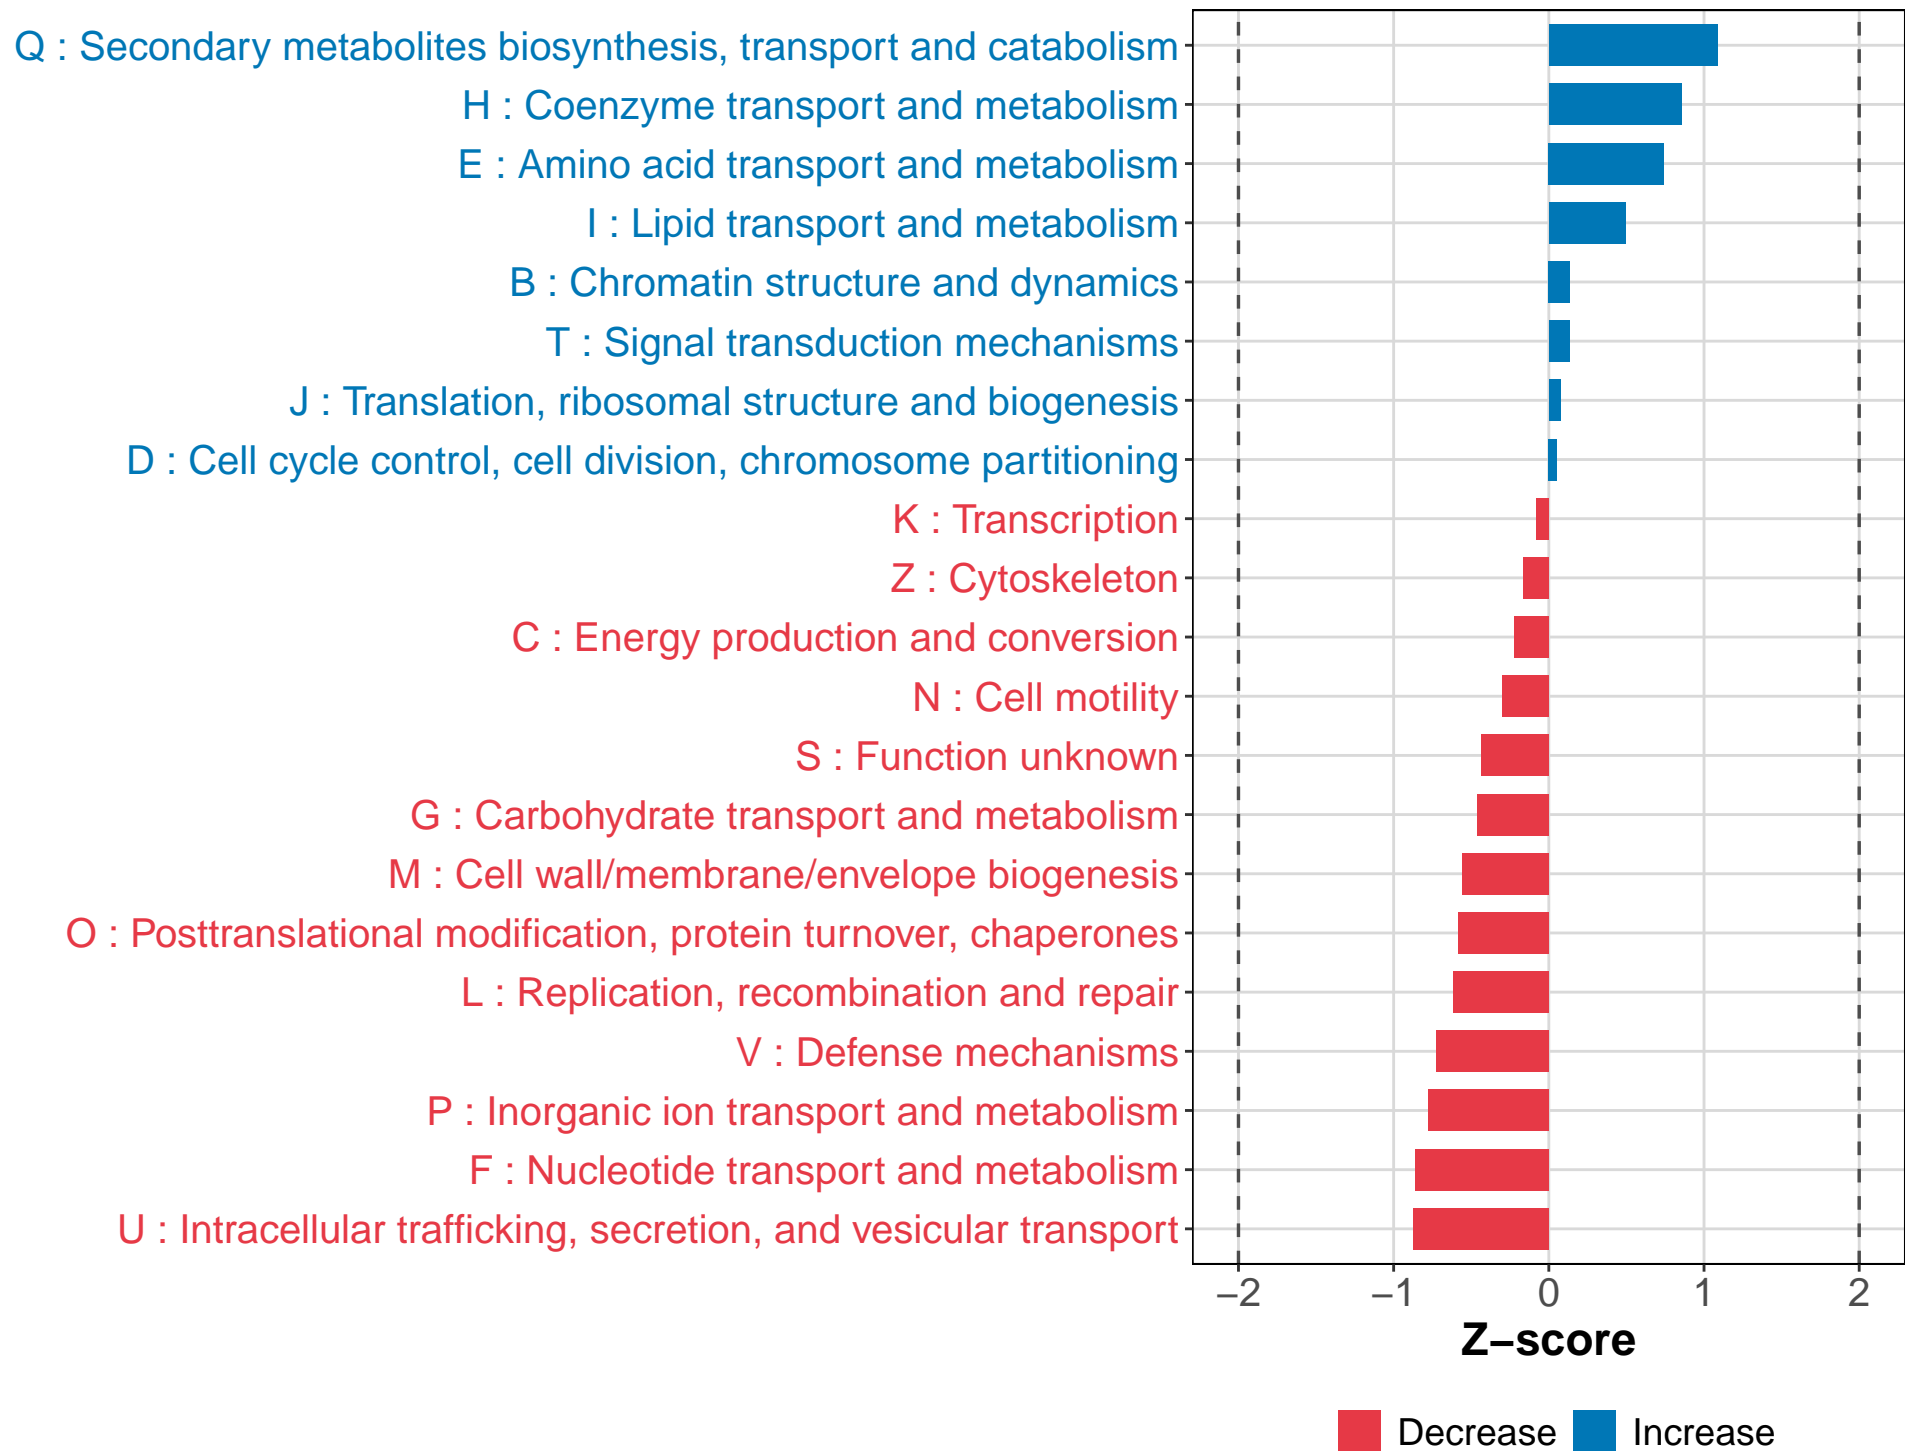 Q : Secondary metabolites biosynthesis, transport and catabolism
H : Coenzyme transport and metabolism
E : Amino acid transport and metabolism
I : Lipid transport and metabolism
B : Chromatin structure and dynamics
T : Signal transduction mechanisms
J : Translation, ribosomal structure and biogenesis
D : Cell cycle control, cell division, chromosome partitioning
K : Transcription
Z : Cytoskeleton
C : Energy production and conversion
N : Cell motility
S : Function unknown
G : Carbohydrate transport and metabolism
M : Cell wall/membrane/envelope biogenesis
O : Posttranslational modification, protein turnover, chaperones
L : Replication, recombination and repair
V : Defense mechanisms
P : Inorganic ion transport and metabolism
F : Nucleotide transport and metabolism
U : Intracellular trafficking, secretion, and vesicular transport
−2 −1 0 1 2
Z−score
Decrease Increase